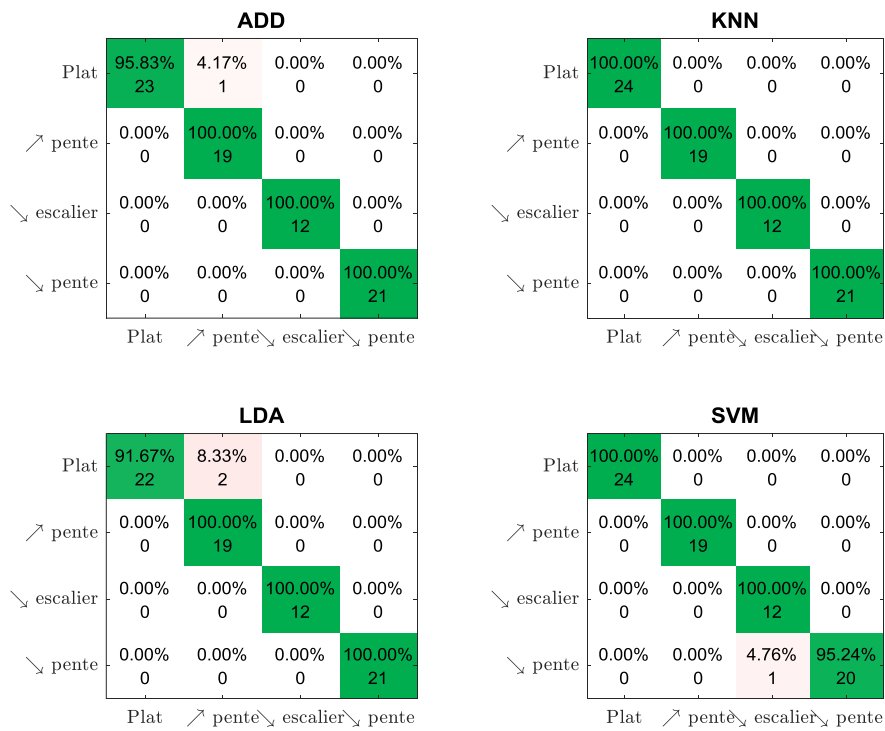 ADD
Plat 95.83% 4.17% 0.00% 0.00%
23 1 0 0
↗ pente 0.00% 100.00% 0.00% 0.00%
0 19 0 0
↘ escalier 0.00% 0.00% 100.00% 0.00%
0 0 12 0
↘ pente 0.00% 0.00% 0.00% 100.00%
0 0 0 21
Plat ↗ pente ↘ escalier ↘ pente
KNN
Plat 100.00% 0.00% 0.00% 0.00%
24 0 0 0
↗ pente 0.00% 100.00% 0.00% 0.00%
0 19 0 0
↘ escalier 0.00% 0.00% 100.00% 0.00%
0 0 12 0
↘ pente 0.00% 0.00% 0.00% 100.00%
0 0 0 21
Plat ↗ pente ↘ escalier ↘ pente
LDA
Plat 91.67% 8.33% 0.00% 0.00%
22 2 0 0
↗ pente 0.00% 100.00% 0.00% 0.00%
0 19 0 0
↘ escalier 0.00% 0.00% 100.00% 0.00%
0 0 12 0
↘ pente 0.00% 0.00% 0.00% 100.00%
0 0 0 21
Plat ↗ pente ↘ escalier ↘ pente
SVM
Plat 100.00% 0.00% 0.00% 0.00%
24 0 0 0
↗ pente 0.00% 100.00% 0.00% 0.00%
0 19 0 0
↘ escalier 0.00% 0.00% 100.00% 0.00%
0 0 12 0
↘ pente 0.00% 0.00% 4.76% 95.24%
0 0 1 20
Plat ↗ pente ↘ escalier ↘ pente